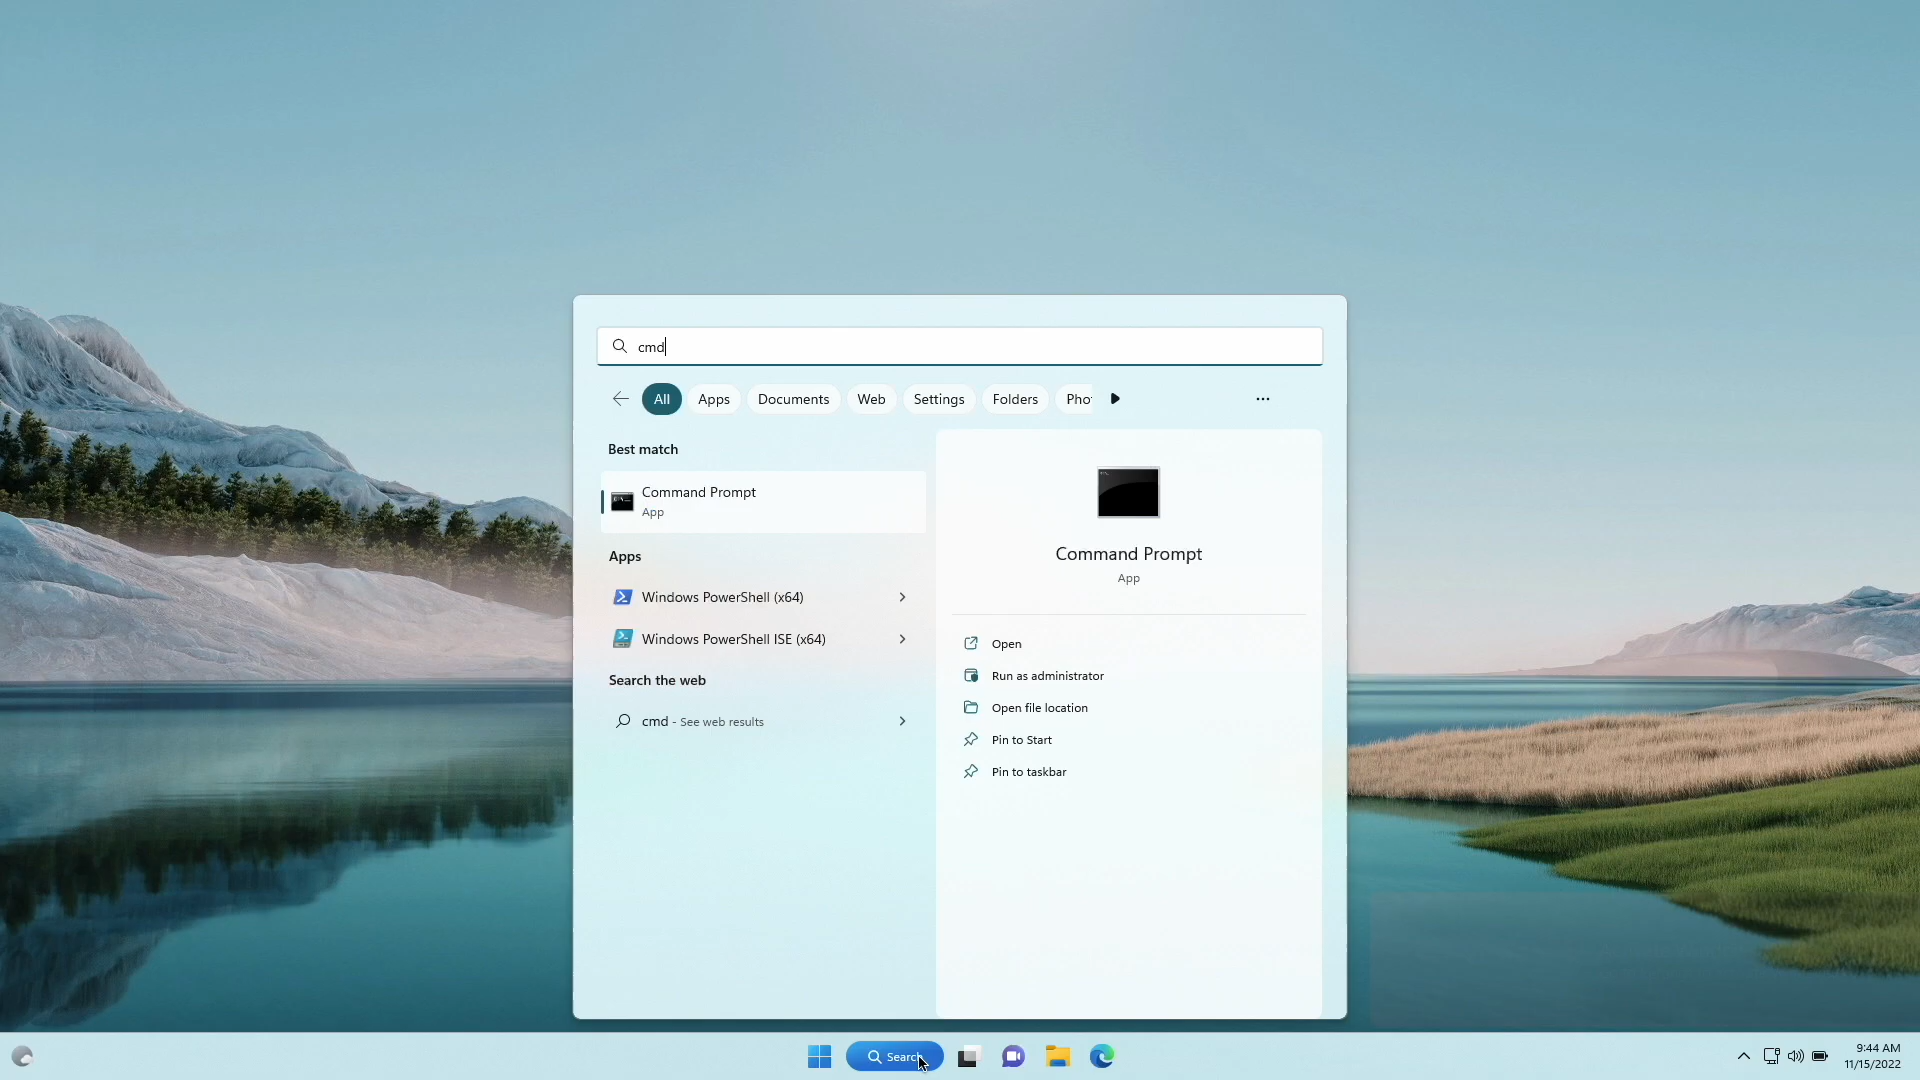 cmd
All Apps Documents Web Settings Folders Pho
Best match
Command Prompt
App
Apps
Windows PowerShell (x64)
Windows PowerShell ISE (x64)
Search the web
cmd - See web results
Command Prompt
App
Open
Run as administrator
Open file location
Pin to Start
Pin to taskbar
Search
9:44 AM
11/15/2022